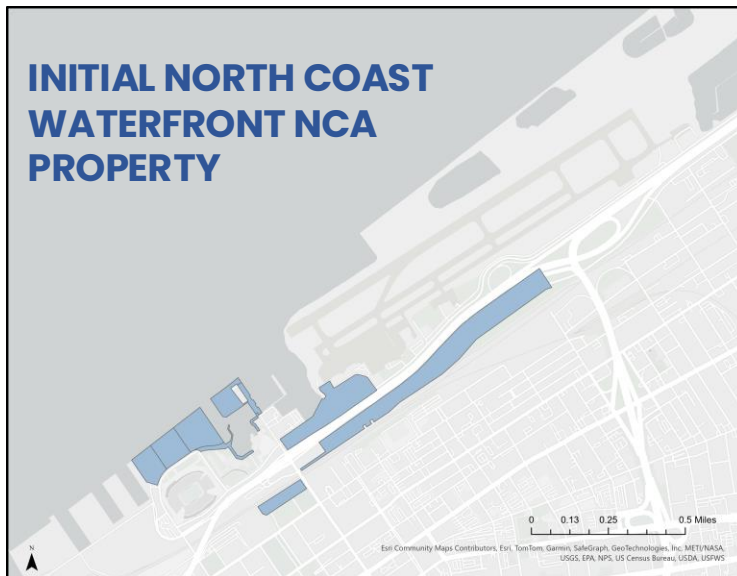 INITIAL NORTH COAST
WATERFRONT NCA
PROPERTY
0 0.13 0.25 0.5 Miles
N
Esri Community Maps Contributors, Esri, TomTom, Garmin, SafeGraph, GeoTechnologies, Inc, METI/NASA,
USGS, EPA, NPS, US Census Bureau, USDA, USFWS